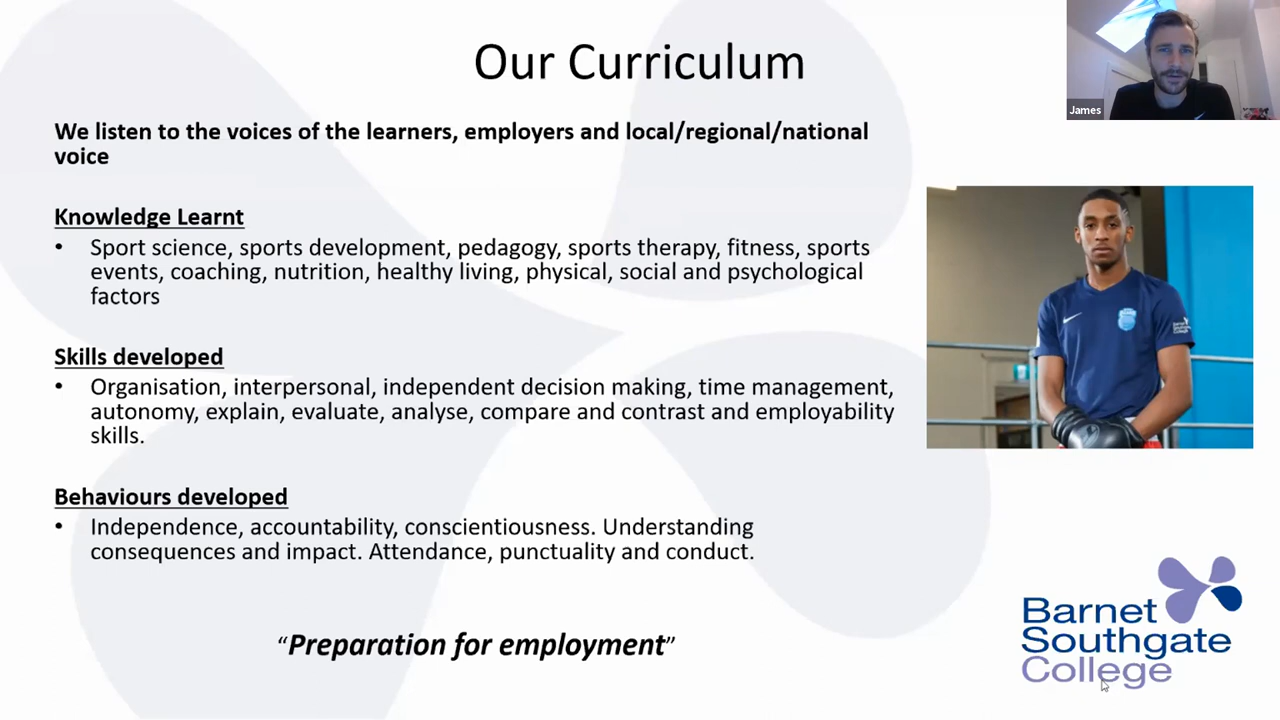 Our Curriculum
James
We listen to the voices of the learners, employers and local/regional/national
voice
Knowledge Learnt
• Sport science, sports development, pedagogy, sports therapy, fitness, sports
events, coaching, nutrition, healthy living, physical, social and psychological
factors
Skills developed
• Organisation, interpersonal, independent decision making, time management,
autonomy, explain, evaluate, analyse, compare and contrast and employability
skills.
Behaviours developed
• Independence, accountability, conscientiousness. Understanding
consequences and impact. Attendance, punctuality and conduct.
“Preparation for employment”
Barnet
Southgate
College